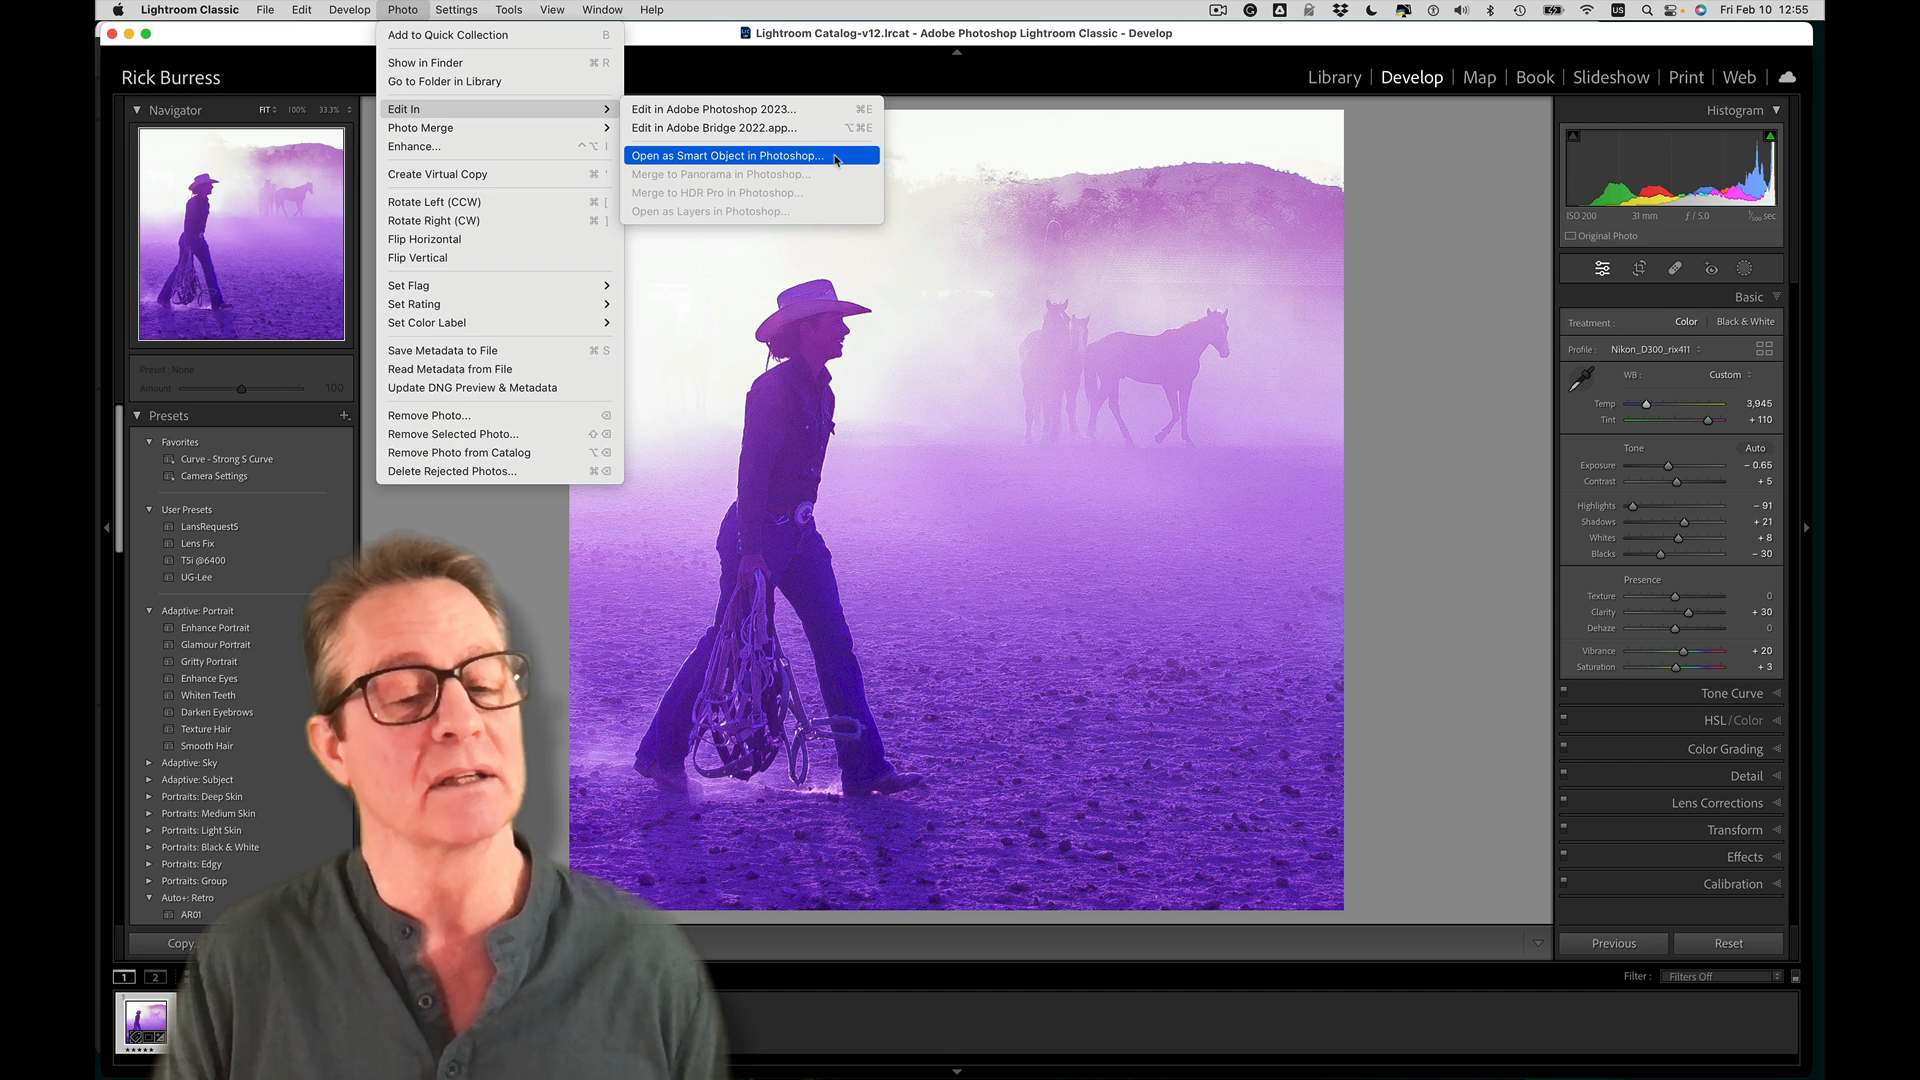 Lightroom Classic File Edit Develop Photo Settings Tools View Window Help
US Fri Feb 10 12:55
Lightroom Catalog-v12.lrcat - Adobe Photoshop Lightroom Classic - Develop
Rick Burress
Library | Develop | Map | Book | Slideshow | Print | Web
Navigator FIT 100% 33.3%
Preset : None
Amount 100
Presets +
Favorites
Curve - Strong S Curve
Camera Settings
User Presets
LansRequest5
Lens Fix
TSi @6400
UG-Lee
Adaptive: Portrait
Enhance Portrait
Glamour Portrait
Gritty Portrait
Enhance Eyes
Whiten Teeth
Darken Eyebrows
Texture Hair
Smooth Hair
Adaptive: Sky
Adaptive: Subject
Portraits: Deep Skin
Portraits: Medium Skin
Portraits: Light Skin
Portraits: Black & White
Portraits: Edgy
Portraits: Group
Auto+: Retro
AR01
Copy...
1 2
Add to Quick Collection B
Show in Finder ⌘ R
Go to Folder in Library
Edit In
Photo Merge
Enhance... ^ ⌥ I
Create Virtual Copy ⌘ '
Rotate Left (CCW) ⌘ [
Rotate Right (CW) ⌘ ]
Flip Horizontal
Flip Vertical
Set Flag
Set Rating
Set Color Label
Save Metadata to File ⌘ S
Read Metadata from File
Update DNG Preview & Metadata
Remove Photo... ⌫
Remove Selected Photo... ⇧ ⌫
Remove Photo from Catalog ⌥ ⌫
Delete Rejected Photos... ⌘ ⌫
Edit in Adobe Photoshop 2023... ⌘E
Edit in Adobe Bridge 2022.app... ⌥⌘E
Open as Smart Object in Photoshop...
Merge to Panorama in Photoshop...
Merge to HDR Pro in Photoshop...
Open as Layers in Photoshop...
Histogram
ISO 200 31 mm ƒ / 5.0 1/500 sec
Original Photo
Basic
Treatment : Color Black & White
Profile : Nikon_D300_rix411
WB : Custom
Temp 3,945
Tint + 110
Tone Auto
Exposure – 0.65
Contrast + 5
Highlights – 91
Shadows + 21
Whites + 8
Blacks – 30
Presence
Texture 0
Clarity + 30
Dehaze 0
Vibrance + 20
Saturation + 3
Tone Curve
HSL / Color
Color Grading
Detail
Lens Corrections
Transform
Effects
Calibration
Previous Reset
Filter : Filters Off